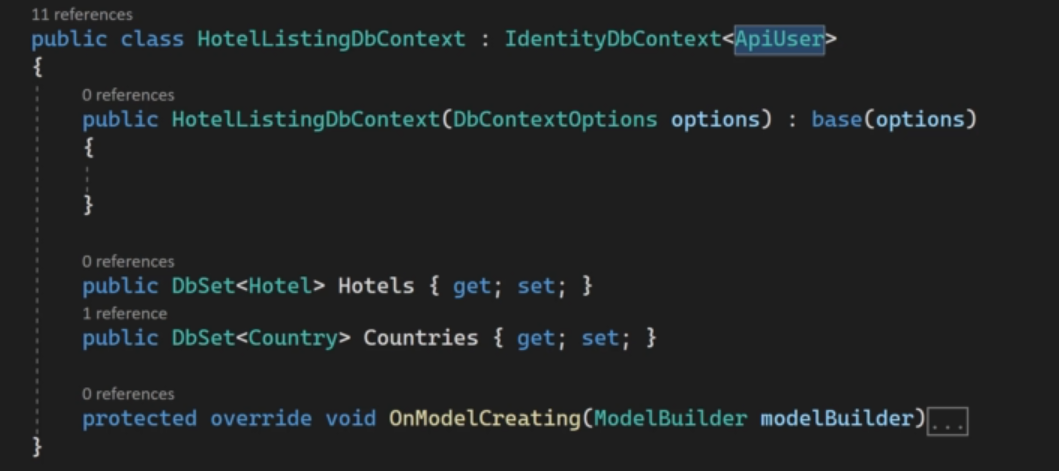 11 references
public class HotelListingDbContext : IdentityDbContext<ApiUser>
{
0 references
public HotelListingDbContext(DbContextOptions options) : base(options)
{
}
0 references
public DbSet<Hotel> Hotels { get; set; }
1 reference
public DbSet<Country> Countries { get; set; }
0 references
protected override void OnModelCreating(ModelBuilder modelBuilder)...
}